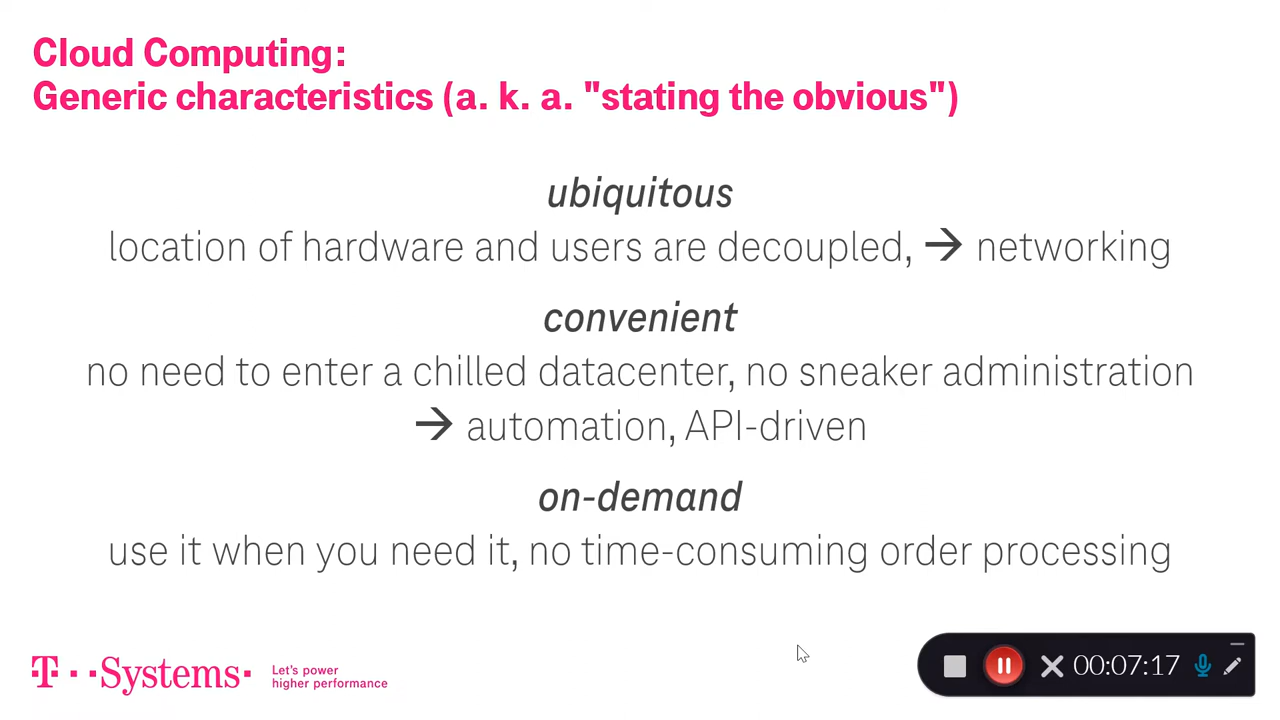 Cloud Computing:
Generic characteristics (a. k. a. "stating the obvious")
ubiquitous
location of hardware and users are decoupled, → networking
convenient
no need to enter a chilled datacenter, no sneaker administration
→ automation, API-driven
on-demand
use it when you need it, no time-consuming order processing
T··Systems·
Let's power
higher performance
00:07:17